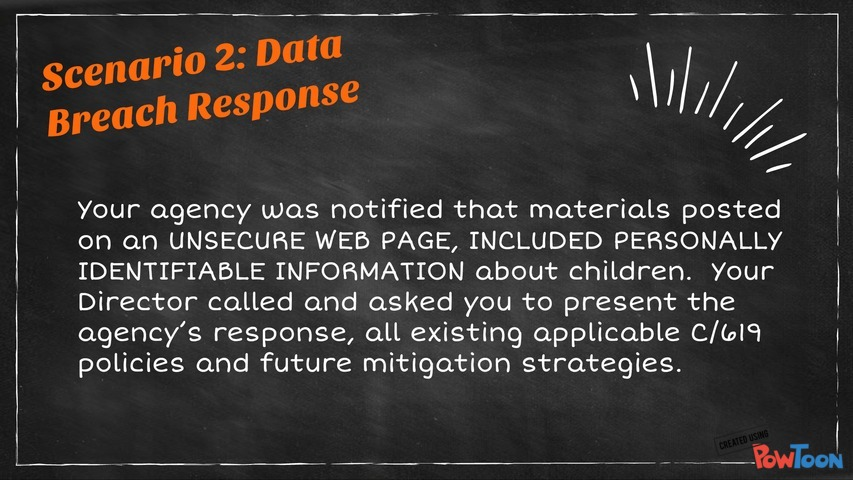 Scenario 2: Data
Breach Response
Your agency was notified that materials posted
on an UNSECURE WEB PAGE, INCLUDED PERSONALLY
IDENTIFIABLE INFORMATION about children.  Your
Director called and asked you to present the
agency's response, all existing applicable C/619
policies and future mitigation strategies.
CREATED USING
POWTOON